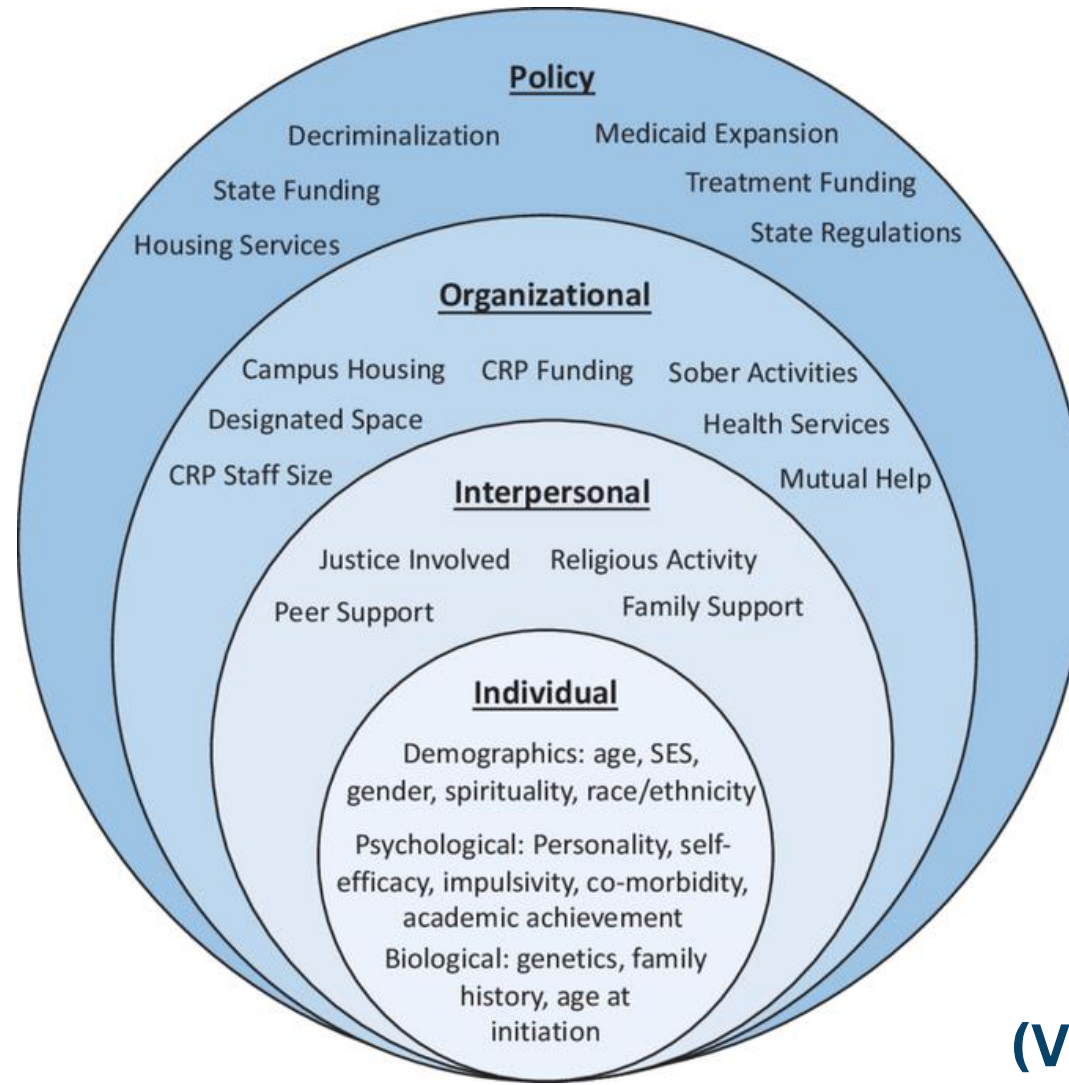 Policy
Decriminalization Medicaid Expansion
State Funding Treatment Funding
Housing Services State Regulations
Organizational
Campus Housing CRP Funding Sober Activities
Designated Space Health Services
CRP Staff Size Mutual Help
Interpersonal
Justice Involved Religious Activity
Peer Support Family Support
Individual
Demographics: age, SES,
gender, spirituality, race/ethnicity
Psychological: Personality, self-
efficacy, impulsivity, co-morbidity,
academic achievement
Biological: genetics, family
history, age at
initiation
(V